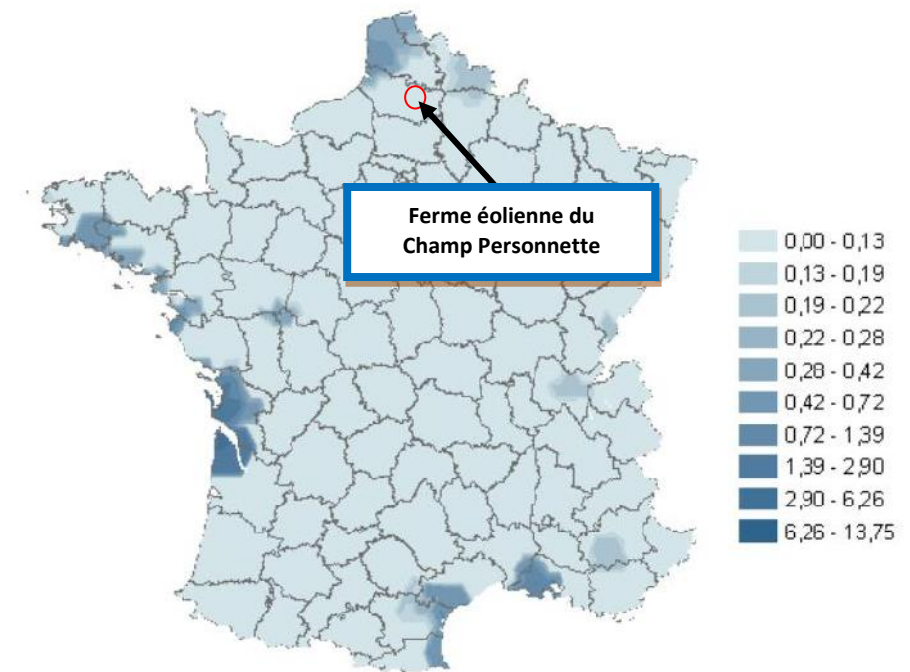 Ferme éolienne du
Champ Personnette
0,00 - 0,13
0,13 - 0,19
0,19 - 0,22
0,22 - 0,28
0,28 - 0,42
0,42 - 0,72
0,72 - 1,39
1,39 - 2,90
2,90 - 6,26
6,26 - 13,75